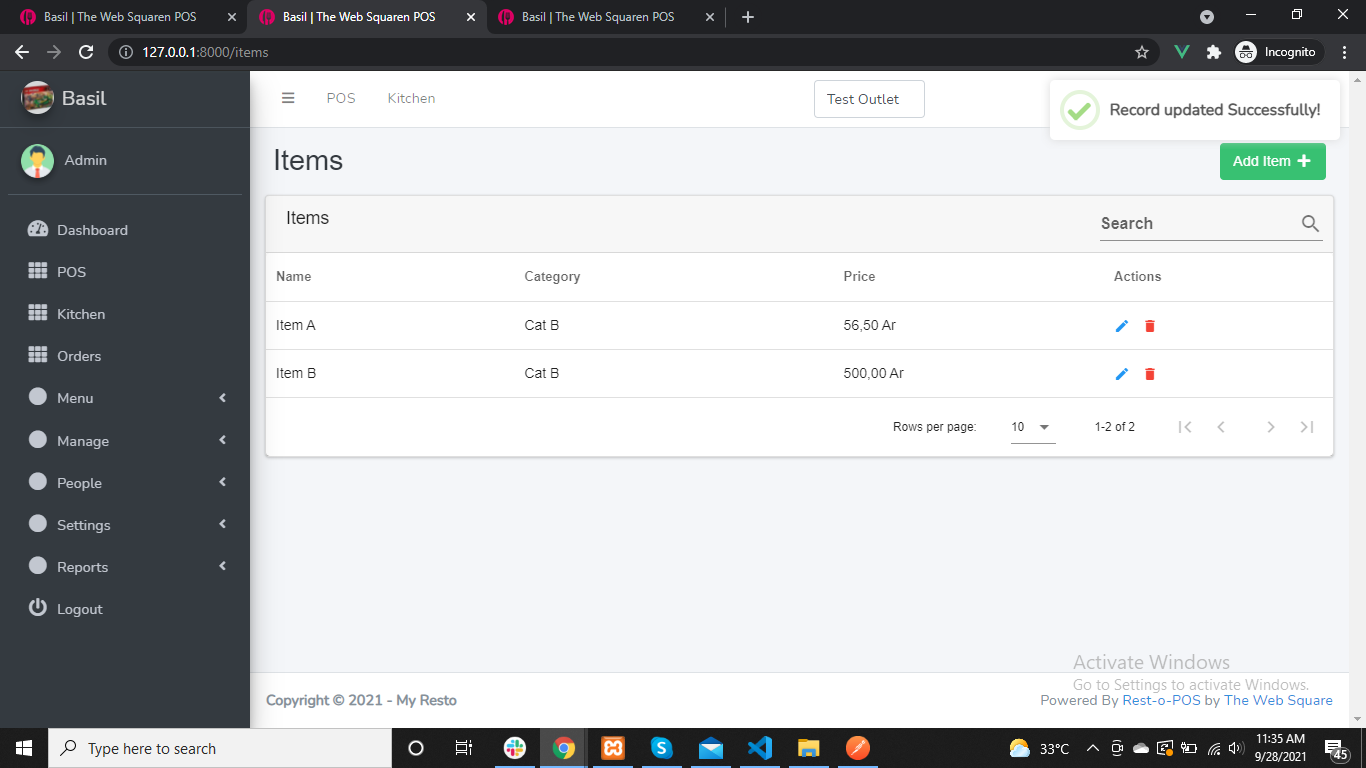 Basil | The Web Squaren POS
Basil | The Web Squaren POS
Basil | The Web Squaren POS
127.0.0.1:8000/items
Incognito
Basil
POS
Kitchen
Test Outlet
Record updated Successfully!
Admin
Items
Add Item
Dashboard
POS
Kitchen
Orders
Menu
Manage
People
Settings
Reports
Logout
Items
Search
Name Category Price Actions
Item A Cat B 56,50 Ar
Item B Cat B 500,00 Ar
Rows per page: 10 1-2 of 2
Activate Windows
Go to Settings to activate Windows.
Copyright © 2021 - My Resto
Powered By Rest-o-POS by The Web Square
Type here to search
33°C
11:35 AM
9/28/2021
45